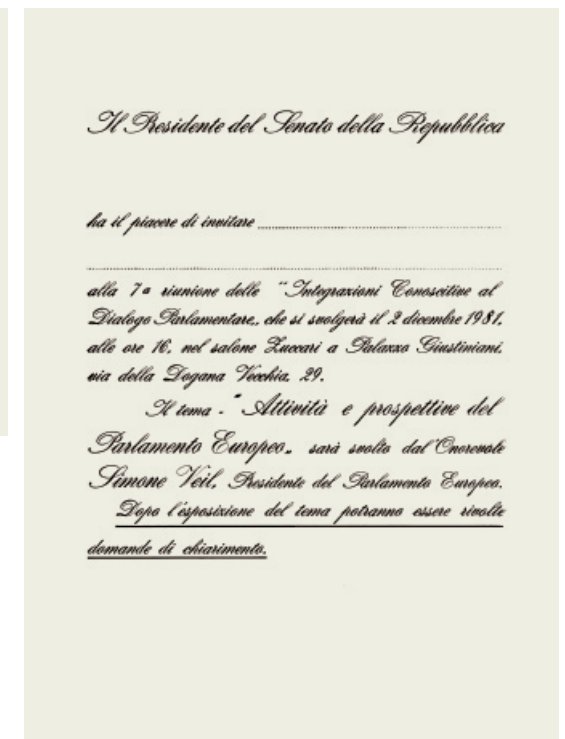 Il Presidente del Senato della Repubblica
ha il piacere di invitare
alla 7ª riunione delle "Integrazioni Conoscitive al
Dialogo Parlamentare„ che si svolgerà il 2 dicembre 1981,
alle ore 16, nel salone Zuccari a Palazzo Giustiniani,
via della Dogana Vecchia, 29.
Il tema - "Attività e prospettive del
Parlamento Europeo„ sarà svolto dal'Onorevole
Simone Veil, Presidente del Parlamento Europeo.
Dopo l'esposizione del tema potranno essere rivolte
domande di chiarimento.